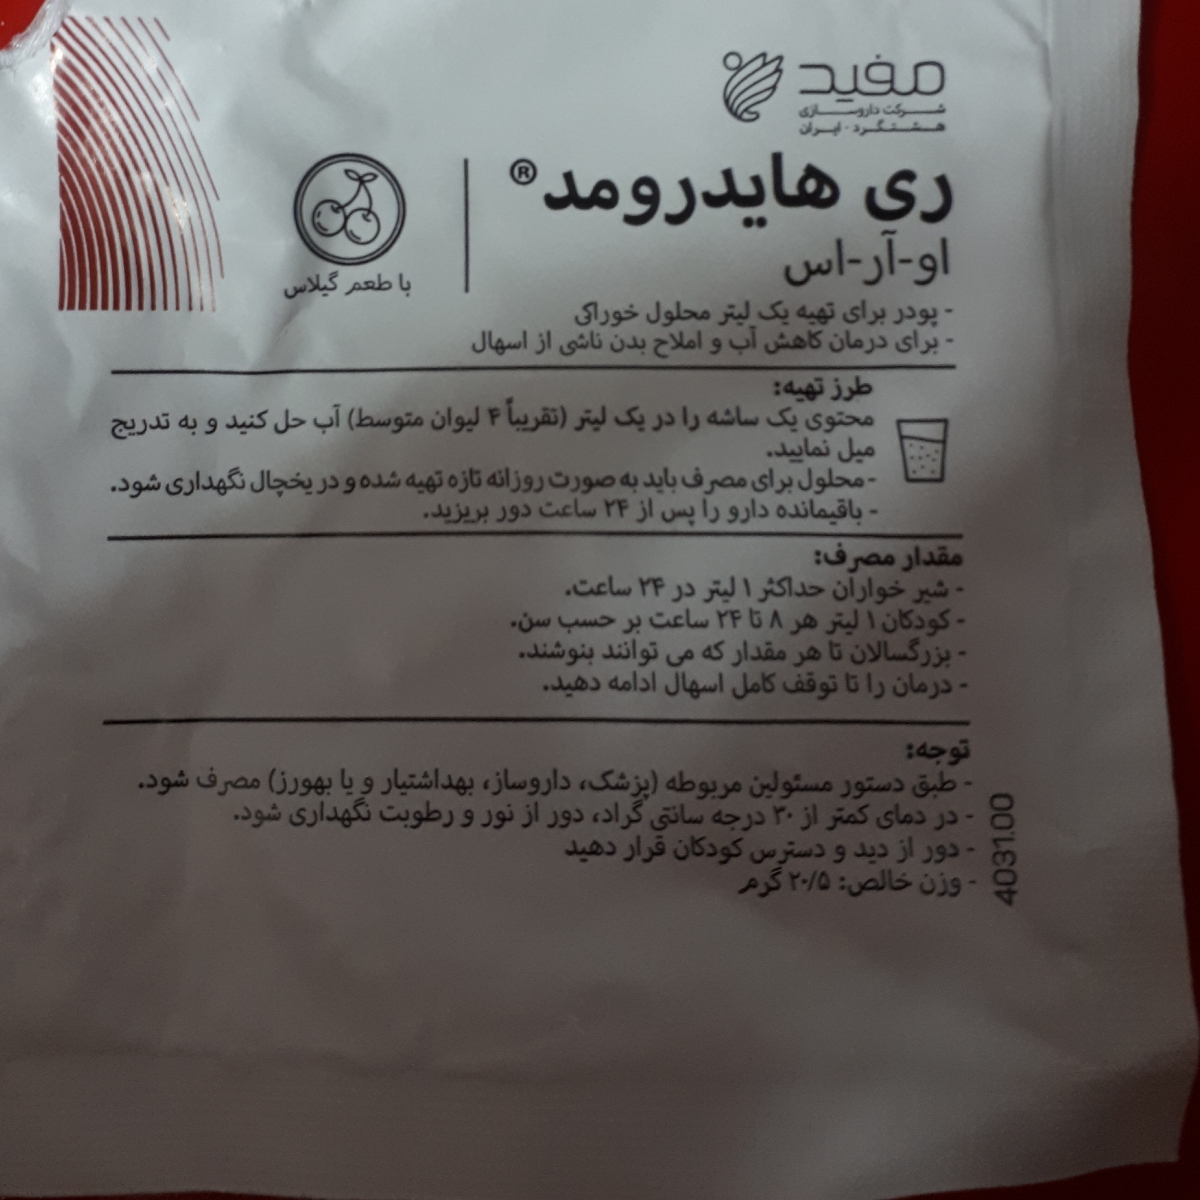 مفید
شرکت داروسازی
هشتگرد - ایران
ری هایدرومد®
او-آر-اس
با طعم گیلاس
- پودر برای تهیه یک لیتر محلول خوراکی
- برای درمان کاهش آب و املاح بدن ناشی از اسهال
طرز تهیه:
محتوی یک ساشه را در یک لیتر (تقریباً ۴ لیوان متوسط) آب حل کنید و به تدریج
میل نمایید.
- محلول برای مصرف باید به صورت روزانه تازه تهیه شده و در یخچال نگهداری شود.
- باقیمانده دارو را پس از ۲۴ ساعت دور بریزید.
مقدار مصرف:
- شیر خواران حداکثر ۱ لیتر در ۲۴ ساعت.
- کودکان ۱ لیتر هر ۸ تا ۲۴ ساعت بر حسب سن.
- بزرگسالان تا هر مقدار که می توانند بنوشند.
- درمان را تا توقف کامل اسهال ادامه دهید.
توجه:
- طبق دستور مسئولین مربوطه (پزشک، داروساز، بهداشتیار و یا بهورز) مصرف شود.
- در دمای کمتر از ۳۰ درجه سانتی گراد، دور از نور و رطوبت نگهداری شود.
- دور از دید و دسترس کودکان قرار دهید
- وزن خالص: ۲۰/۵ گرم
4031.00